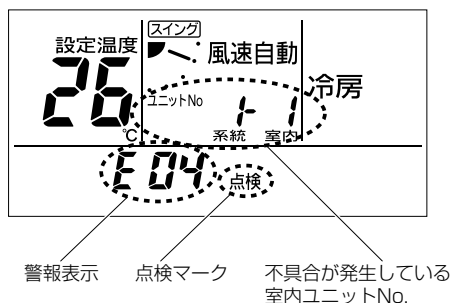 スイング
設定温度 風速自動
26 ℃ ユニットNo 1-1 冷房
系統 室内
E04 点検
警報表示 点検マーク 不具合が発生している
室内ユニットNo.